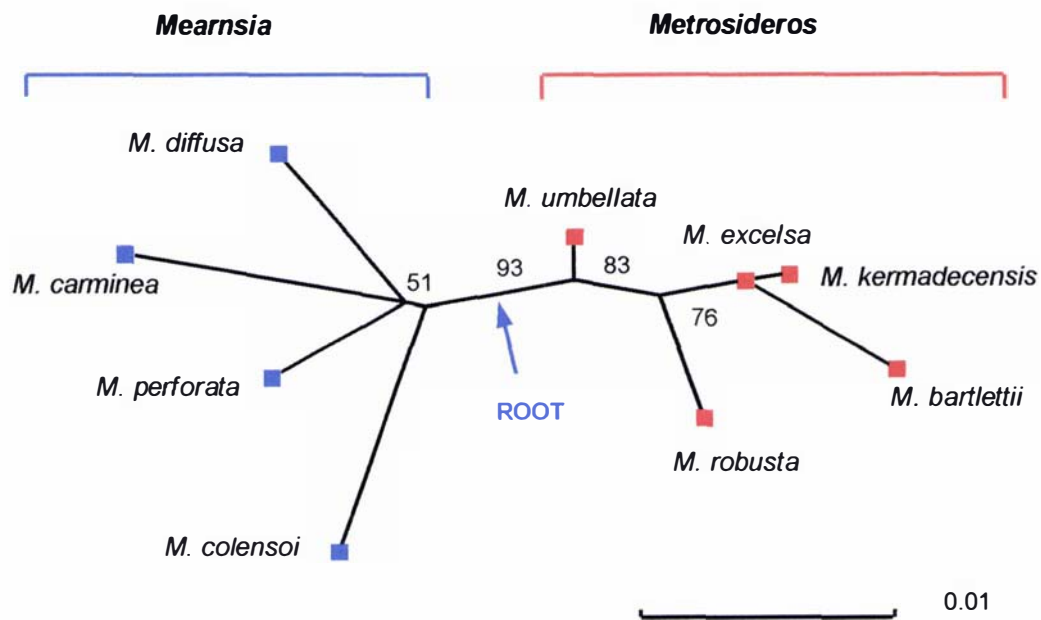 Mearnsia
Metrosideros
M. diffusa
M. umbellata
M. excelsa
M. carminea
51
93
83
M. kermadecensis
76
M. perforata
ROOT
M. bartlettii
M. robusta
M. colensoi
0.01